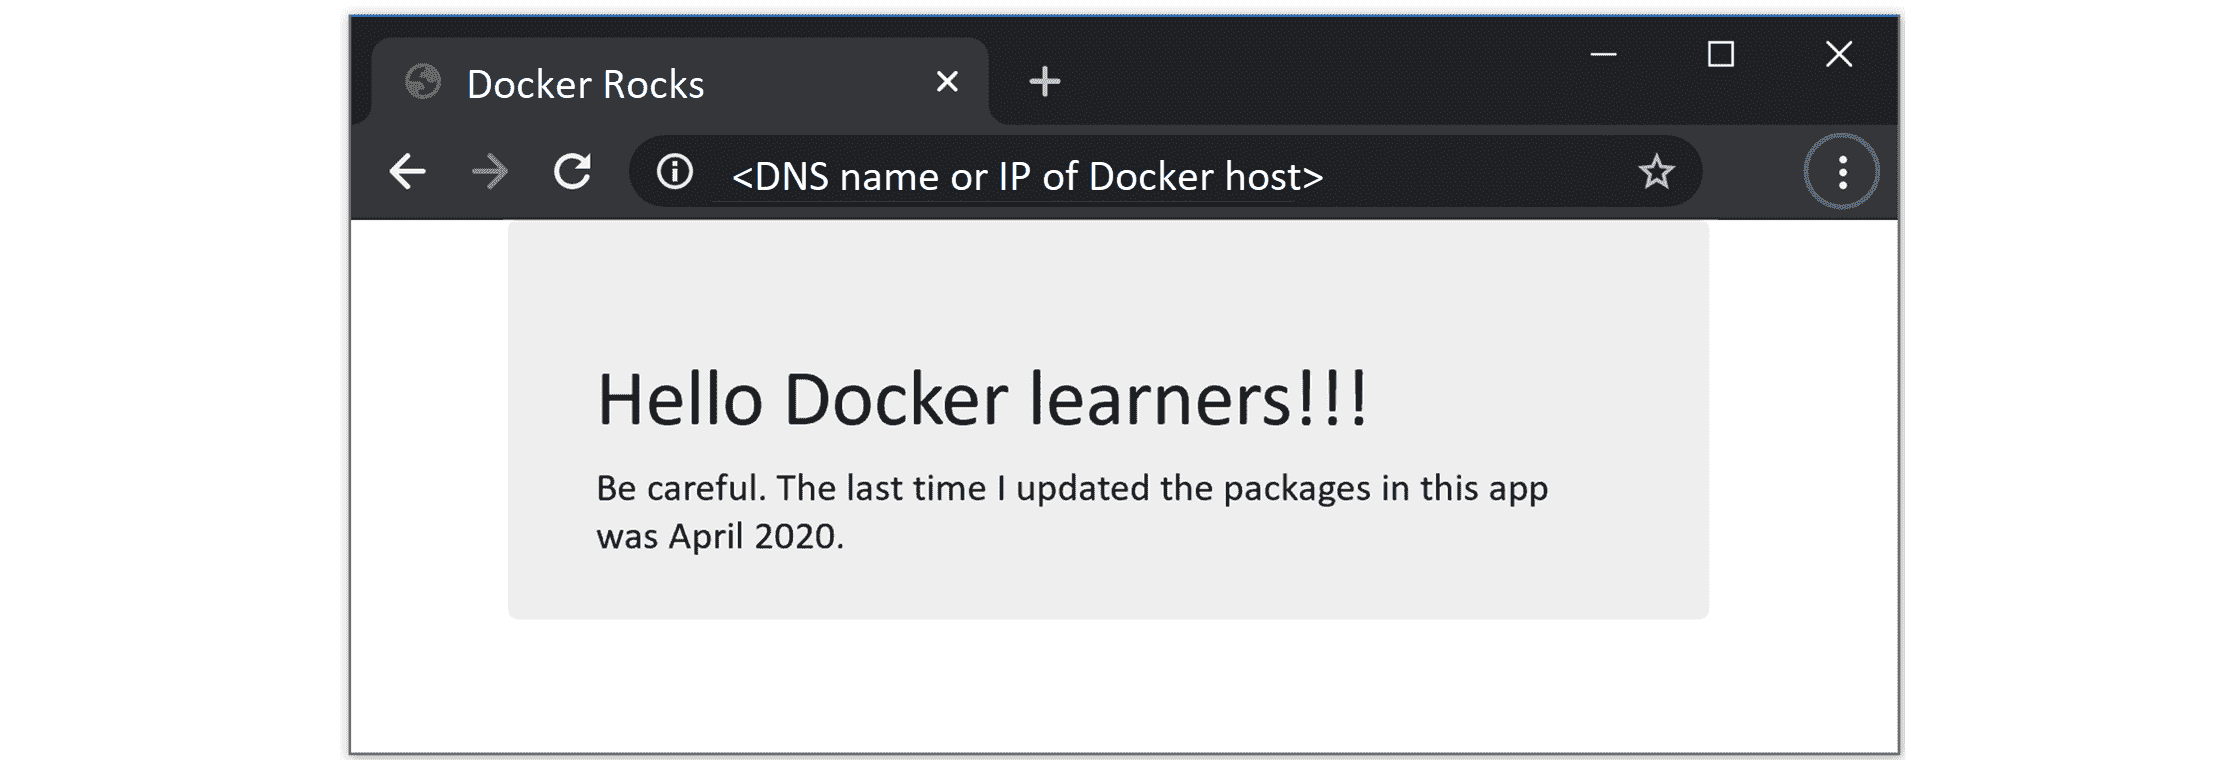 Docker Rocks
<DNS name or IP of Docker host>
Hello Docker learners!!!
Be careful. The last time I updated the packages in this app
was April 2020.